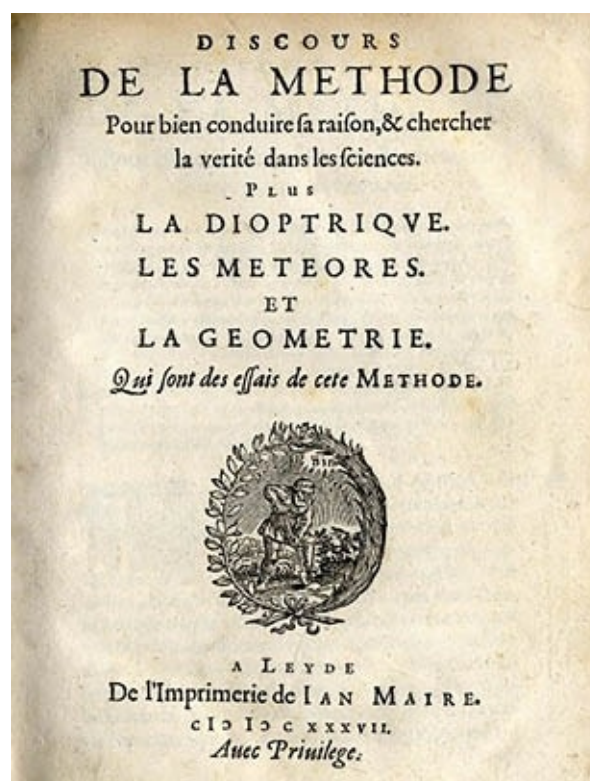 DISCOURS
DE LA METHODE
Pour bien conduire ſa raiſon, & chercher
la verité dans les ſciences.
PLUS
LA DIOPTRIQVE.
LES METEORES.
ET
LA GEOMETRIE.
Qui ſont des eſſais de cete METHODE.
A LEYDE
De l'Imprimerie de IAN MAIRE.
cIↄ Iↄ c xxxvii.
Auec Priuilege.